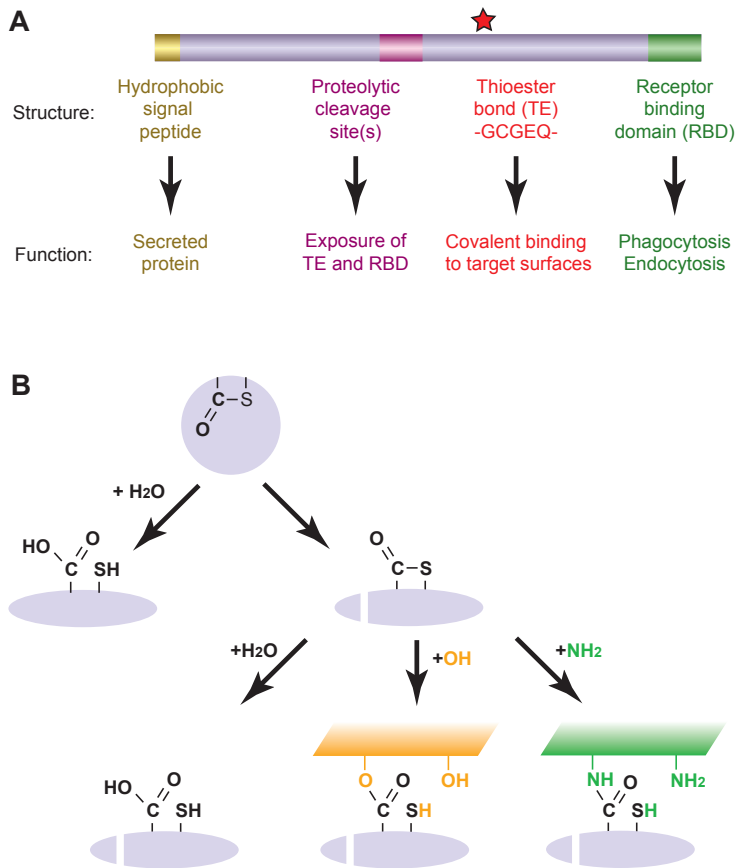 A
Structure:
Hydrophobic
signal
peptide
Proteolytic
cleavage
site(s)
Thioester
bond (TE)
-GCGEQ-
Receptor
binding
domain (RBD)
Function:
Secreted
protein
Exposure of
TE and RBD
Covalent binding
to target surfaces
Phagocytosis
Endocytosis
B
C
S
O
+ H2O
HO
O
C
SH
O
C
S
+H2O
+OH
+NH2
HO
O
C
SH
O
OH
O
C
SH
NH
NH2
O
C
SH